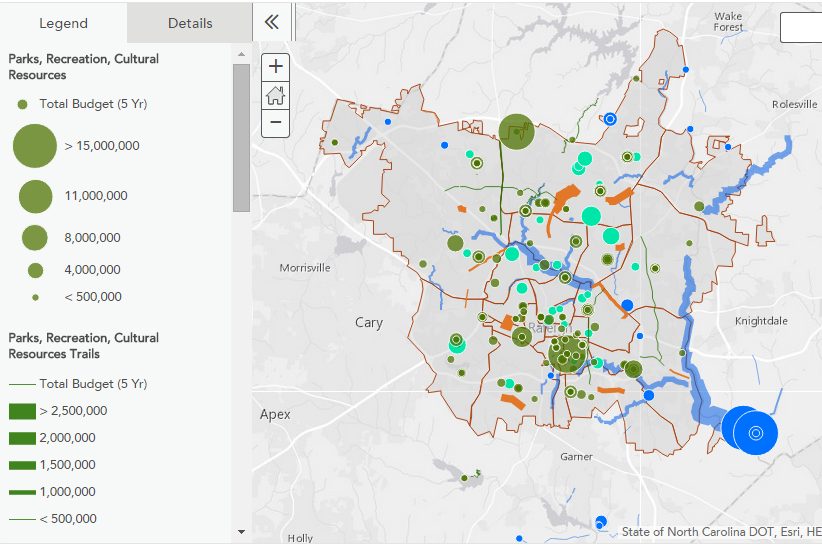 Legend
Details
Parks, Recreation, Cultural
Resources
Total Budget (5 Yr)
> 15,000,000
11,000,000
8,000,000
4,000,000
< 500,000
Parks, Recreation, Cultural
Resources Trails
Total Budget (5 Yr)
> 2,500,000
2,000,000
1,500,000
1,000,000
< 500,000
+
−
Wake
Forest
Rolesville
Morrisville
Cary
Raleigh
Knightdale
Apex
Garner
Holly
State of North Carolina DOT, Esri, HE